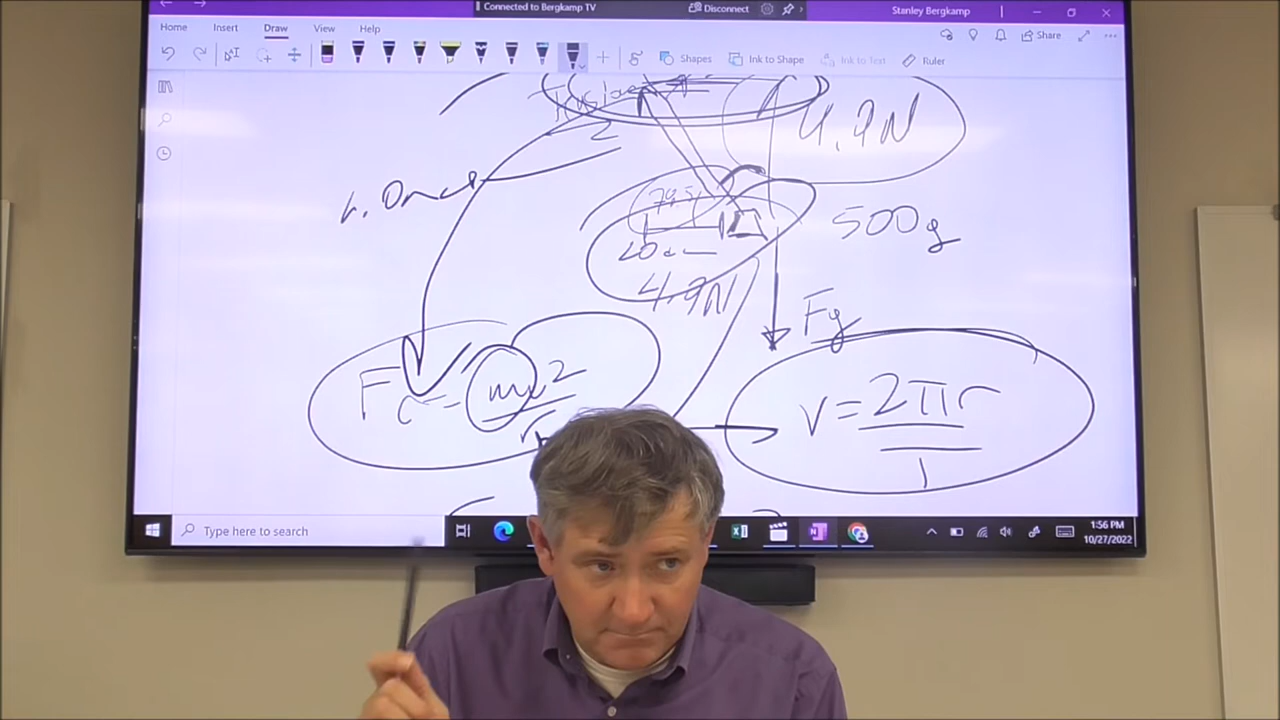 Connected to Bergkamp TV
Disconnect
Stanley Bergkamp
Home Insert Draw View Help
Share
Shapes
Ink to Shape
Ink to Text
Ruler
4.9N
500g
20cm
4.9N
Fg
Fc = mv2
r
v = 2πr
Type here to search
1:56 PM
10/27/2022